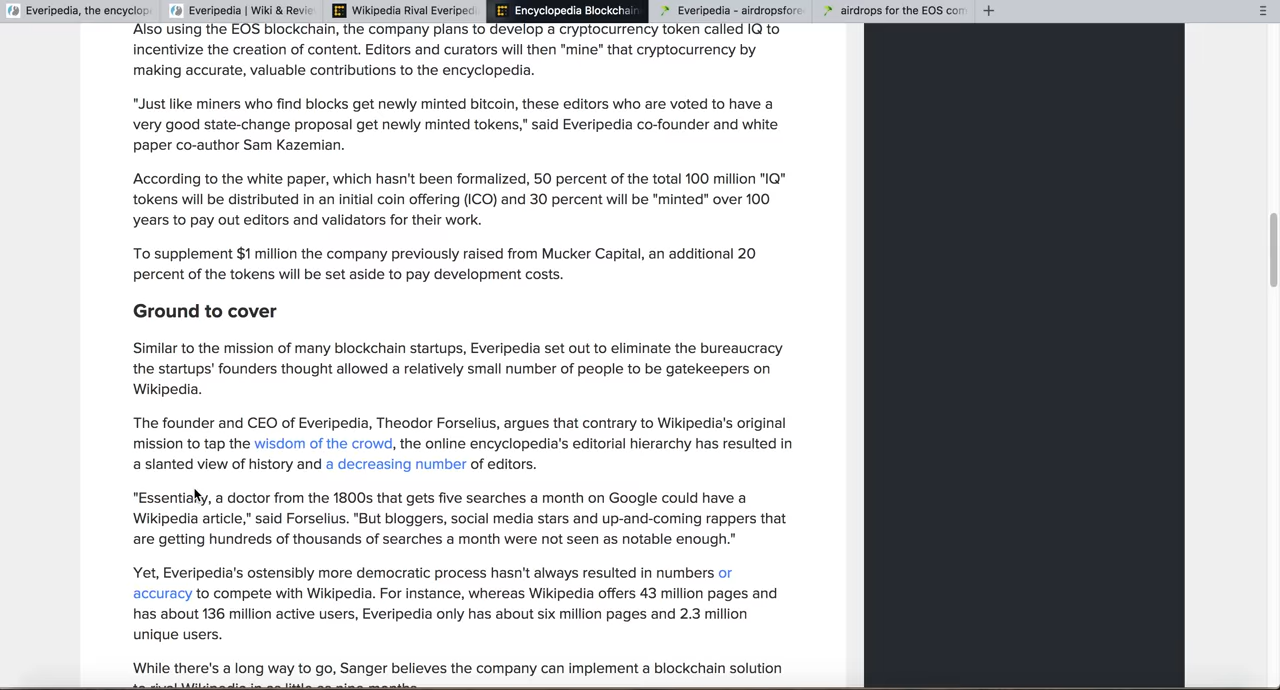 Everipedia, the encyclop
Everipedia | Wiki & Revie
Wikipedia Rival Everipedi
Encyclopedia Blockchain
Everipedia - airdropsfore
airdrops for the EOS com
Also using the EOS blockchain, the company plans to develop a cryptocurrency token called IQ to
incentivize the creation of content. Editors and curators will then "mine" that cryptocurrency by
making accurate, valuable contributions to the encyclopedia.
"Just like miners who find blocks get newly minted bitcoin, these editors who are voted to have a
very good state-change proposal get newly minted tokens," said Everipedia co-founder and white
paper co-author Sam Kazemian.
According to the white paper, which hasn't been formalized, 50 percent of the total 100 million "IQ"
tokens will be distributed in an initial coin offering (ICO) and 30 percent will be "minted" over 100
years to pay out editors and validators for their work.
To supplement $1 million the company previously raised from Mucker Capital, an additional 20
percent of the tokens will be set aside to pay development costs.
Ground to cover
Similar to the mission of many blockchain startups, Everipedia set out to eliminate the bureaucracy
the startups' founders thought allowed a relatively small number of people to be gatekeepers on
Wikipedia.
The founder and CEO of Everipedia, Theodor Forselius, argues that contrary to Wikipedia's original
mission to tap the wisdom of the crowd, the online encyclopedia's editorial hierarchy has resulted in
a slanted view of history and a decreasing number of editors.
"Essentially, a doctor from the 1800s that gets five searches a month on Google could have a
Wikipedia article," said Forselius. "But bloggers, social media stars and up-and-coming rappers that
are getting hundreds of thousands of searches a month were not seen as notable enough."
Yet, Everipedia's ostensibly more democratic process hasn't always resulted in numbers or
accuracy to compete with Wikipedia. For instance, whereas Wikipedia offers 43 million pages and
has about 136 million active users, Everipedia only has about six million pages and 2.3 million
unique users.
While there's a long way to go, Sanger believes the company can implement a blockchain solution
to rival Wikipedia in as little as nine months.